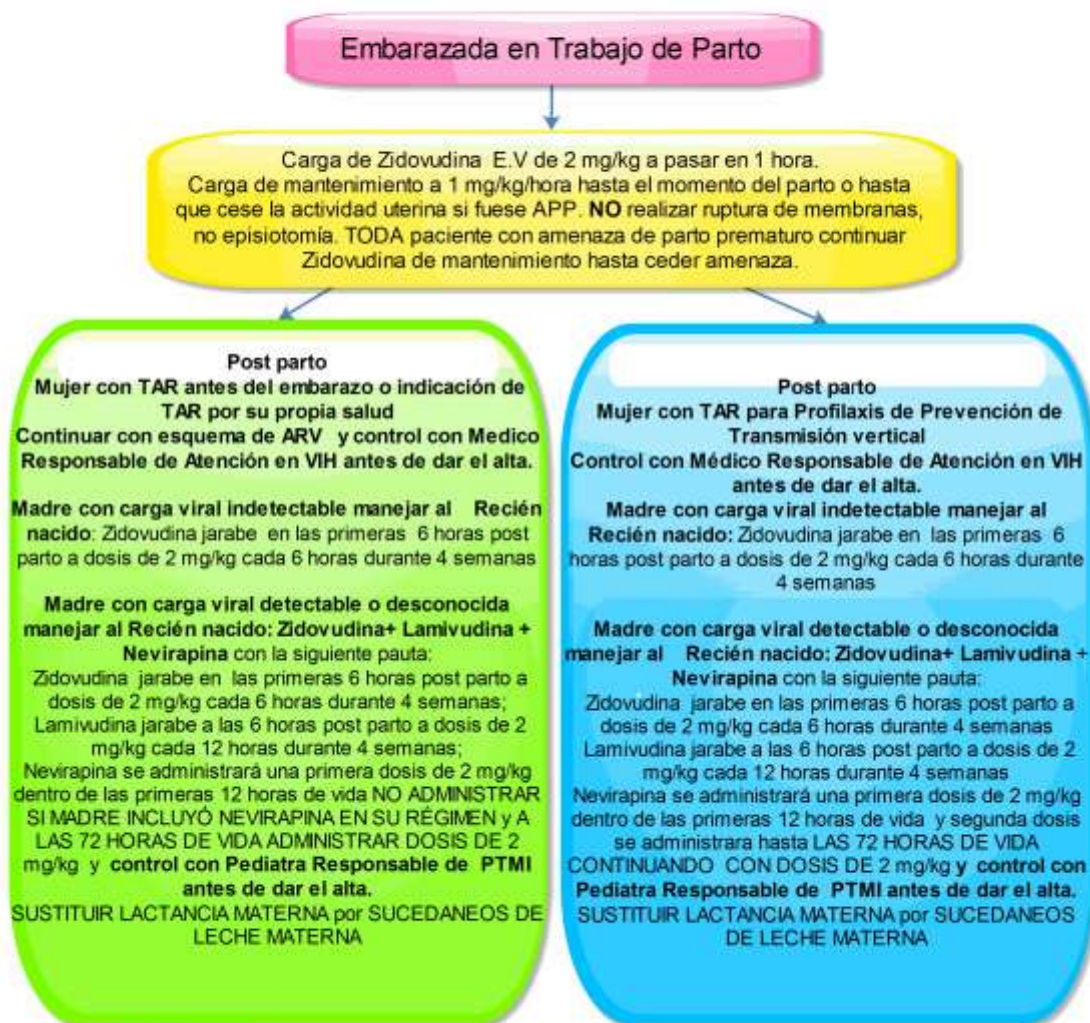 Embarazada en Trabajo de Parto
Carga de Zidovudina E.V de 2 mg/kg a pasar en 1 hora.
Carga de mantenimiento a 1 mg/kg/hora hasta el momento del parto o hasta
que cese la actividad uterina si fuese APP. NO realizar ruptura de membranas,
no episiotomía. TODA paciente con amenaza de parto prematuro continuar
Zidovudina de mantenimiento hasta ceder amenaza.
Post parto
Mujer con TAR antes del embarazo o indicación de
TAR por su propia salud
Continuar con esquema de ARV y control con Medico
Responsable de Atención en VIH antes de dar el alta.
Madre con carga viral indetectable manejar al Recién
nacido: Zidovudina jarabe en las primeras 6 horas post
parto a dosis de 2 mg/kg cada 6 horas durante 4 semanas
Madre con carga viral detectable o desconocida
manejar al Recién nacido: Zidovudina+ Lamivudina +
Nevirapina con la siguiente pauta:
Zidovudina jarabe en las primeras 6 horas post parto a
dosis de 2 mg/kg cada 6 horas durante 4 semanas;
Lamivudina jarabe a las 6 horas post parto a dosis de 2
mg/kg cada 12 horas durante 4 semanas;
Nevirapina se administrará una primera dosis de 2 mg/kg
dentro de las primeras 12 horas de vida NO ADMINISTRAR
SI MADRE INCLUYÓ NEVIRAPINA EN SU RÉGIMEN y A
LAS 72 HORAS DE VIDA ADMINISTRAR DOSIS DE 2
mg/kg y control con Pediatra Responsable de PTMI
antes de dar el alta.
SUSTITUIR LACTANCIA MATERNA por SUCEDANEOS DE
LECHE MATERNA
Post parto
Mujer con TAR para Profilaxis de Prevención de
Transmisión vertical
Control con Médico Responsable de Atención en VIH
antes de dar el alta.
Madre con carga viral indetectable manejar al
Recién nacido: Zidovudina jarabe en las primeras 6
horas post parto a dosis de 2 mg/kg cada 6 horas durante
4 semanas
Madre con carga viral detectable o desconocida
manejar al Recién nacido: Zidovudina+ Lamivudina +
Nevirapina con la siguiente pauta:
Zidovudina jarabe en las primeras 6 horas post parto a
dosis de 2 mg/kg cada 6 horas durante 4 semanas
Lamivudina jarabe a las 6 horas post parto a dosis de 2
mg/kg cada 12 horas durante 4 semanas
Nevirapina se administrará una primera dosis de 2 mg/kg
dentro de las primeras 12 horas de vida y segunda dosis
se administrara hasta LAS 72 HORAS DE VIDA
CONTINUANDO CON DOSIS DE 2 mg/kg y control con
Pediatra Responsable de PTMI antes de dar el alta.
SUSTITUIR LACTANCIA MATERNA por SUCEDANEOS
DE LECHE MATERNA